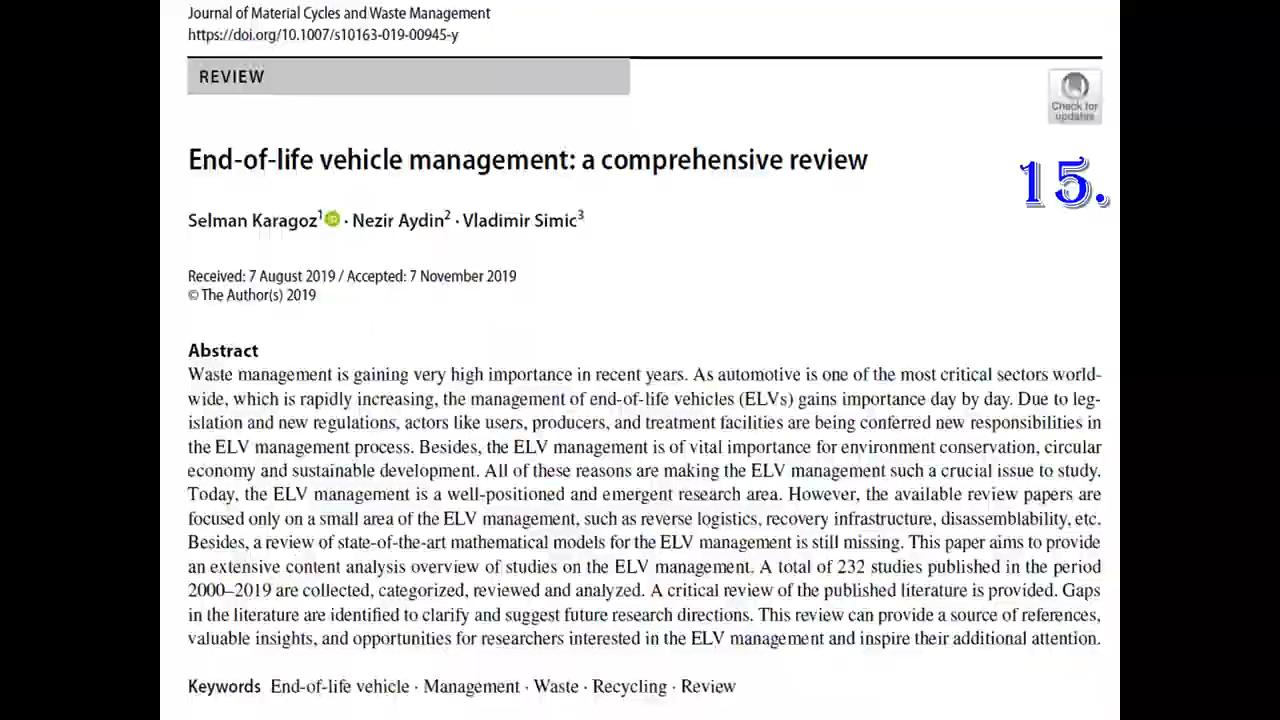 Journal of Material Cycles and Waste Management
https://doi.org/10.1007/s10163-019-00945-y
REVIEW
Check for
updates
End-of-life vehicle management: a comprehensive review
15.
Selman Karagoz1 iD · Nezir Aydin2 · Vladimir Simic3
Received: 7 August 2019 / Accepted: 7 November 2019
© The Author(s) 2019
Abstract
Waste management is gaining very high importance in recent years. As automotive is one of the most critical sectors world-
wide, which is rapidly increasing, the management of end-of-life vehicles (ELVs) gains importance day by day. Due to leg-
islation and new regulations, actors like users, producers, and treatment facilities are being conferred new responsibilities in
the ELV management process. Besides, the ELV management is of vital importance for environment conservation, circular
economy and sustainable development. All of these reasons are making the ELV management such a crucial issue to study.
Today, the ELV management is a well-positioned and emergent research area. However, the available review papers are
focused only on a small area of the ELV management, such as reverse logistics, recovery infrastructure, disassemblability, etc.
Besides, a review of state-of-the-art mathematical models for the ELV management is still missing. This paper aims to provide
an extensive content analysis overview of studies on the ELV management. A total of 232 studies published in the period
2000–2019 are collected, categorized, reviewed and analyzed. A critical review of the published literature is provided. Gaps
in the literature are identified to clarify and suggest future research directions. This review can provide a source of references,
valuable insights, and opportunities for researchers interested in the ELV management and inspire their additional attention.
Keywords End-of-life vehicle · Management · Waste · Recycling · Review